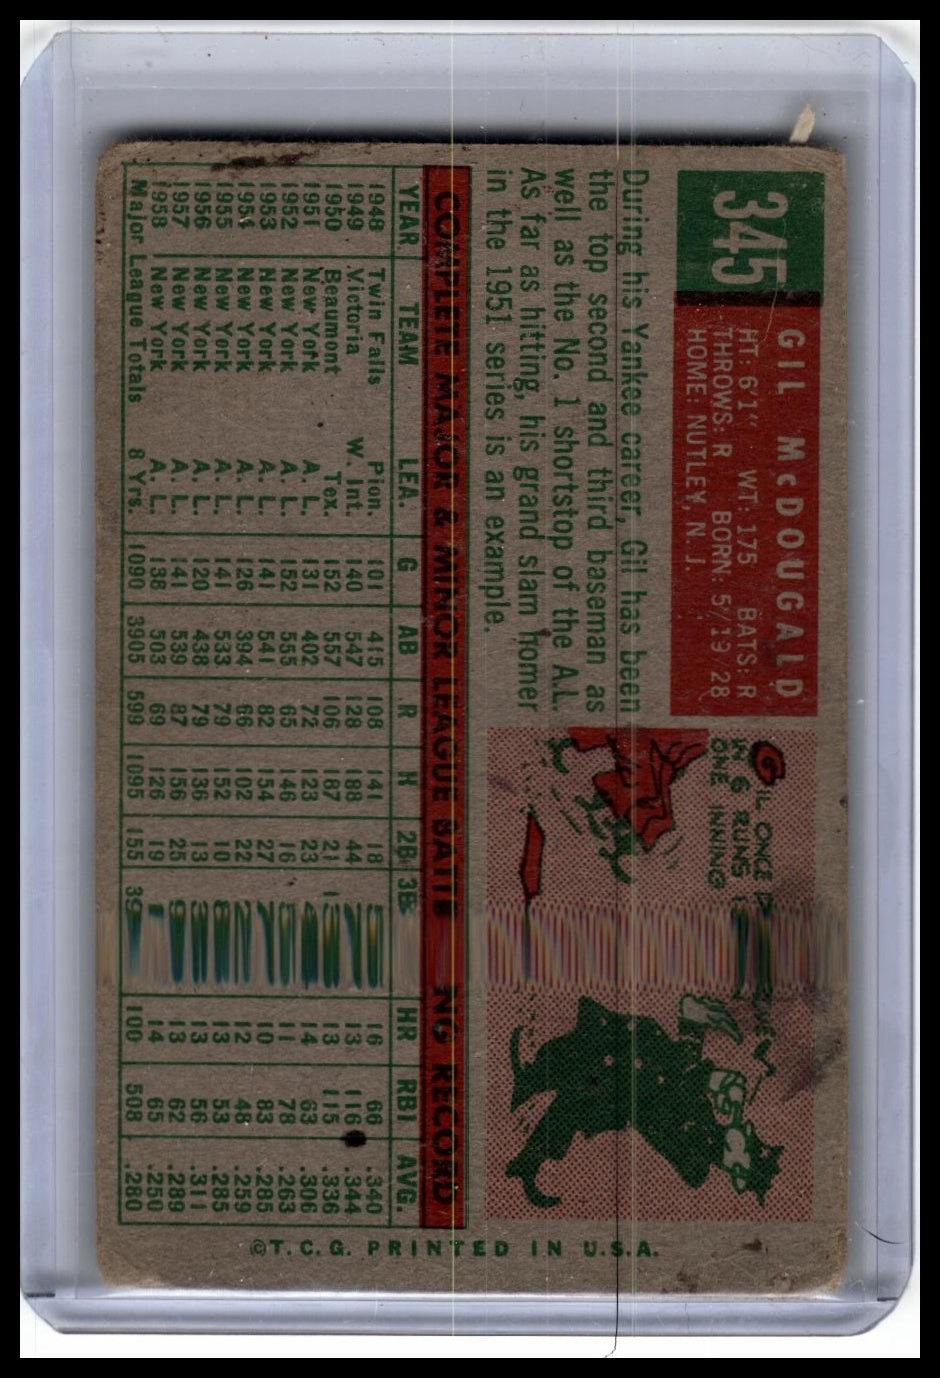 345
GIL McDOUGALD
HT: 6'1" WT: 175 BATS: R
THROWS: R BORN: 5/19/28
HOME: NUTLEY, N. J.
During his Yankee career, Gil has been
the top second and third baseman as
well as the No. 1 shortstop of the A.L.
As far as hitting, his grand slam homer
in the 1951 series is an example.
GIL ONCE
IN 6 RUNS
ONE INNING
COMPLETE MAJOR & MINOR LEAGUE BATTING RECORD
YEAR TEAM LEA. G AB R H 2B 3B HR RBI AVG.
1948 Twin Falls Pion. 101 415 108 141 18 16 66 .340
1949 Victoria W. Int. 140 547 128 188 44 13 116 .344
1950 Beaumont Tex. 152 557 106 187 21 13 115 .336
1951 New York A. L. 131 402 72 123 23 14 63 .306
1952 New York A. L. 152 555 65 146 16 11 78 .263
1953 New York A. L. 141 541 82 154 27 10 83 .285
1954 New York A. L. 126 394 66 102 22 12 48 .259
1955 New York A. L. 141 533 79 152 10 13 53 .285
1956 New York A. L. 120 438 79 136 13 13 56 .311
1957 New York A. L. 141 539 87 156 25 13 62 .289
1958 New York A. L. 138 503 69 126 19 14 65 .250
Major League Totals 8 Yrs. 1090 3905 599 1095 155 39 100 508 .280
©T. C. G. PRINTED IN U.S.A.